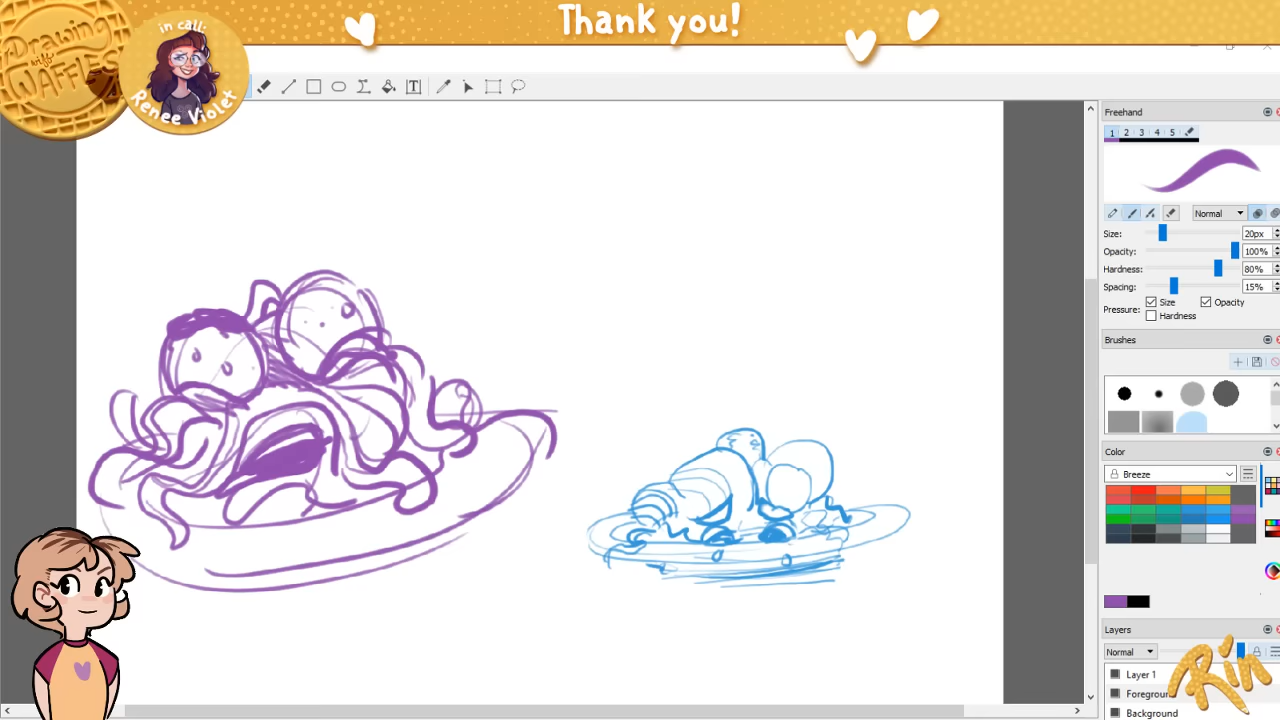 Thank you!
Drawing
with
WAFFLES
in call:
Renee Violet
T
Freehand
1 2 3 4 5
Normal
Size: 20px
Opacity: 100%
Hardness: 80%
Spacing: 15%
Pressure: Size Opacity
Hardness
Brushes
Color
Breeze
Layers
Normal
Layer 1
Foregroun
Background
Rin